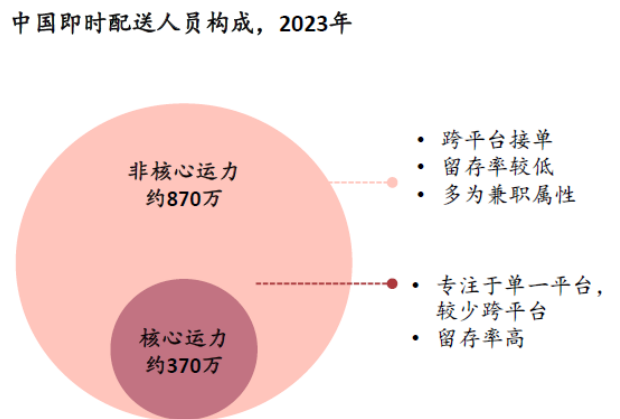 中国即时配送人员构成，2023年
非核心运力
约870万
• 跨平台接单
• 留存率较低
• 多为兼职属性
核心运力
约370万
• 专注于单一平台，
较少跨平台
• 留存率高